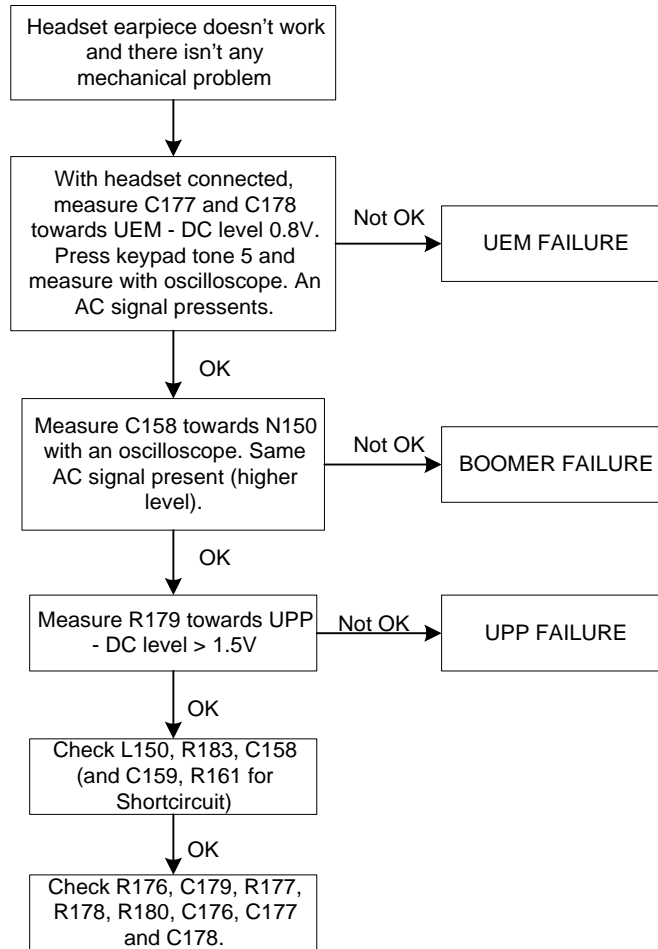 Headset earpiece doesn't work
and there isn't any
mechanical problem
With headset connected,
measure C177 and C178
towards UEM - DC level 0.8V.
Press keypad tone 5 and
measure with oscilloscope. An
AC signal pressents.
Not OK
UEM FAILURE
OK
Measure C158 towards N150
with an oscilloscope. Same
AC signal present (higher
level).
Not OK
BOOMER FAILURE
OK
Measure R179 towards UPP
- DC level > 1.5V
Not OK
UPP FAILURE
OK
Check L150, R183, C158
(and C159, R161 for
Shortcircuit)
OK
Check R176, C179, R177,
R178, R180, C176, C177
and C178.